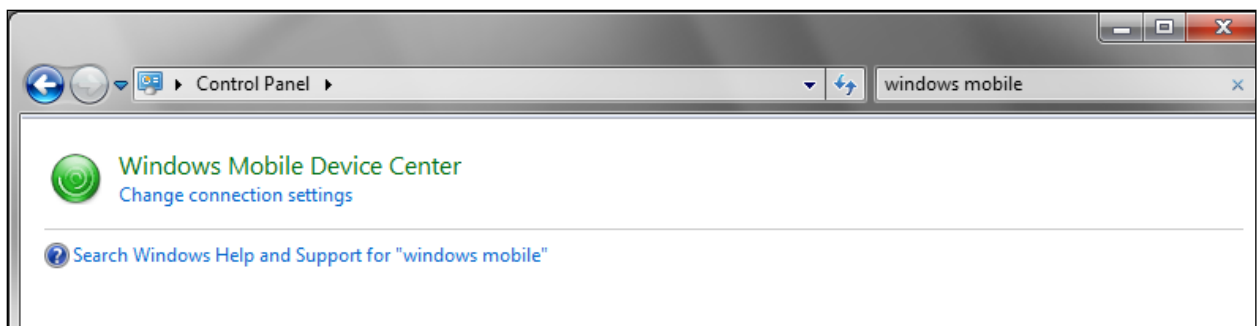 Control Panel
windows mobile
Windows Mobile Device Center
Change connection settings
Search Windows Help and Support for "windows mobile"